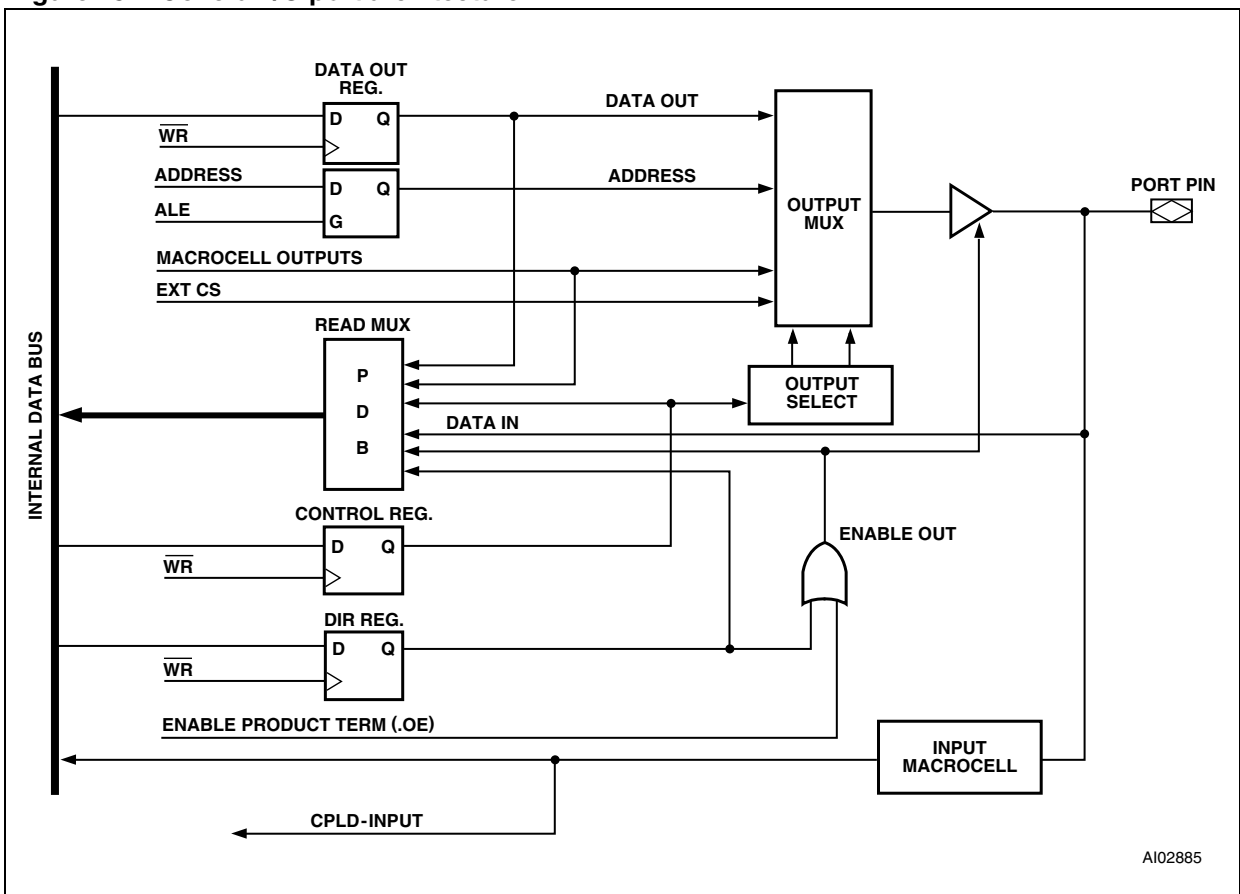 DATA OUT
REG.
D Q
WR
DATA OUT
ADDRESS
ALE
D Q
G
ADDRESS
OUTPUT
MUX
PORT PIN
MACROCELL OUTPUTS
EXT CS
READ MUX
P
D
B
OUTPUT
SELECT
DATA IN
INTERNAL DATA BUS
CONTROL REG.
D Q
WR
ENABLE OUT
DIR REG.
D Q
WR
ENABLE PRODUCT TERM (.OE)
INPUT
MACROCELL
CPLD-INPUT
AI02885